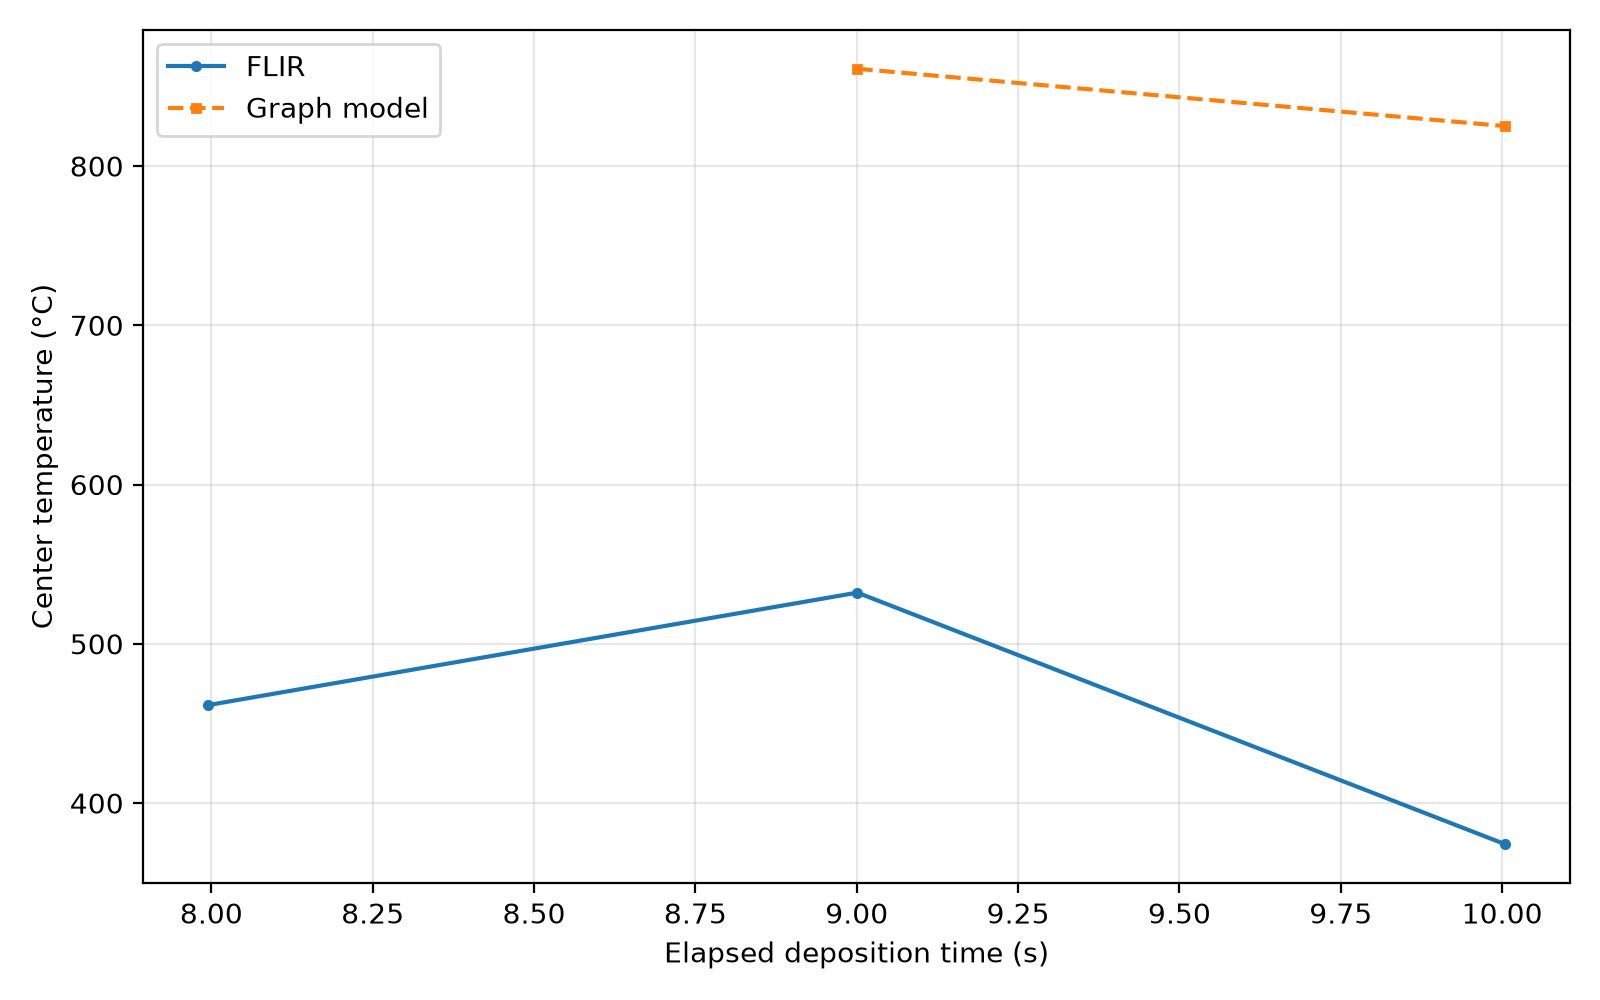 FLIR
Graph model
800
700
600
500
400
Center temperature (°C)
8.00 8.25 8.50 8.75 9.00 9.25 9.50 9.75 10.00
Elapsed deposition time (s)